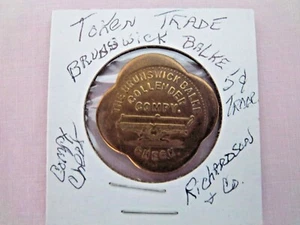 TOKEN TRADE
BRUNSWICK BALKE
5¢
TRADE
THE BRUNSWICK BALKE
COLLENDER
COMPY.
RICHARDSON
& CO.